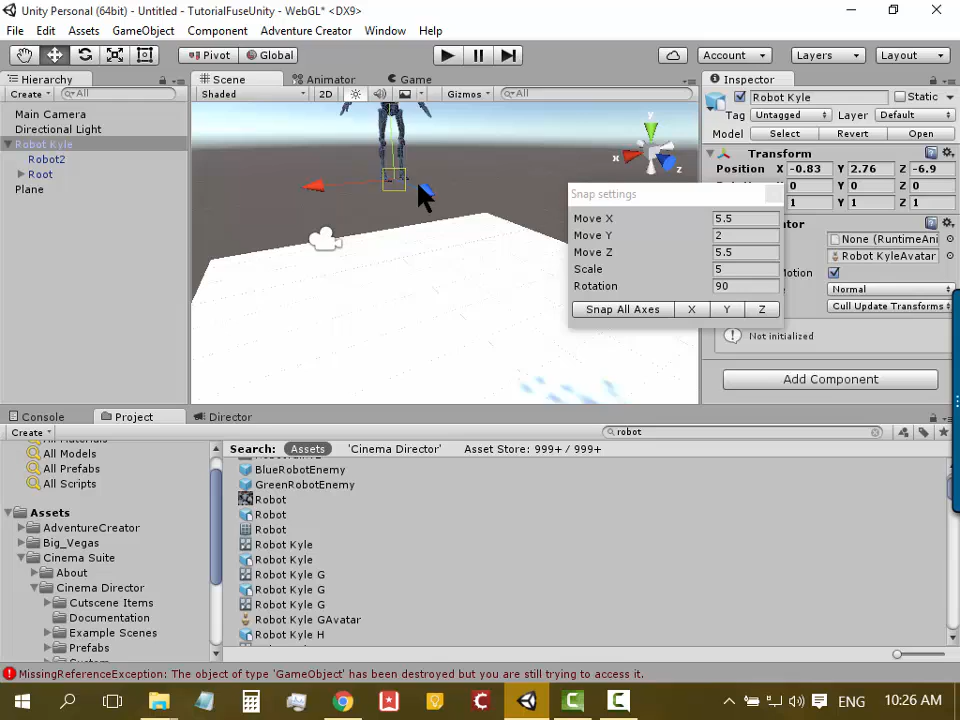 Unity Personal (64bit) - Untitled - TutorialFuseUnity - WebGL* <DX9>
File Edit Assets GameObject Component Adventure Creator Window Help
Pivot Global Account Layers Layout
Hierarchy Scene Animator Game Inspector
Create All Shaded 2D Gizmos All Robot Kyle Static
Main Camera Tag Untagged Layer Default
Directional Light Model Select Revert Open
Robot Kyle Transform
Robot2 Position X -0.83 Y 2.76 Z -6.9
Root X 0 Y 0 Z 0
Plane 1 Y 1 Z 1
y
x
z
Snap settings
Move X 5.5
Move Y 2
Move Z 5.5
Scale 5
Rotation 90
Snap All Axes X Y Z
None (RuntimeAni
Robot KyleAvatar
Motion
Normal
Cull Update Transforms
Not initialized
Add Component
Console Project Director
Create robot
All Models
All Prefabs
All Scripts
Assets
AdventureCreator
Big_Vegas
Cinema Suite
About
Cinema Director
Cutscene Items
Documentation
Example Scenes
Prefabs
Search: Assets 'Cinema Director' Asset Store: 999+ / 999+
BlueRobotEnemy
GreenRobotEnemy
Robot
Robot
Robot
Robot Kyle
Robot Kyle
Robot Kyle G
Robot Kyle G
Robot Kyle G
Robot Kyle GAvatar
Robot Kyle H
MissingReferenceException: The object of type 'GameObject' has been destroyed but you are still trying to access it.
ENG 10:26 AM